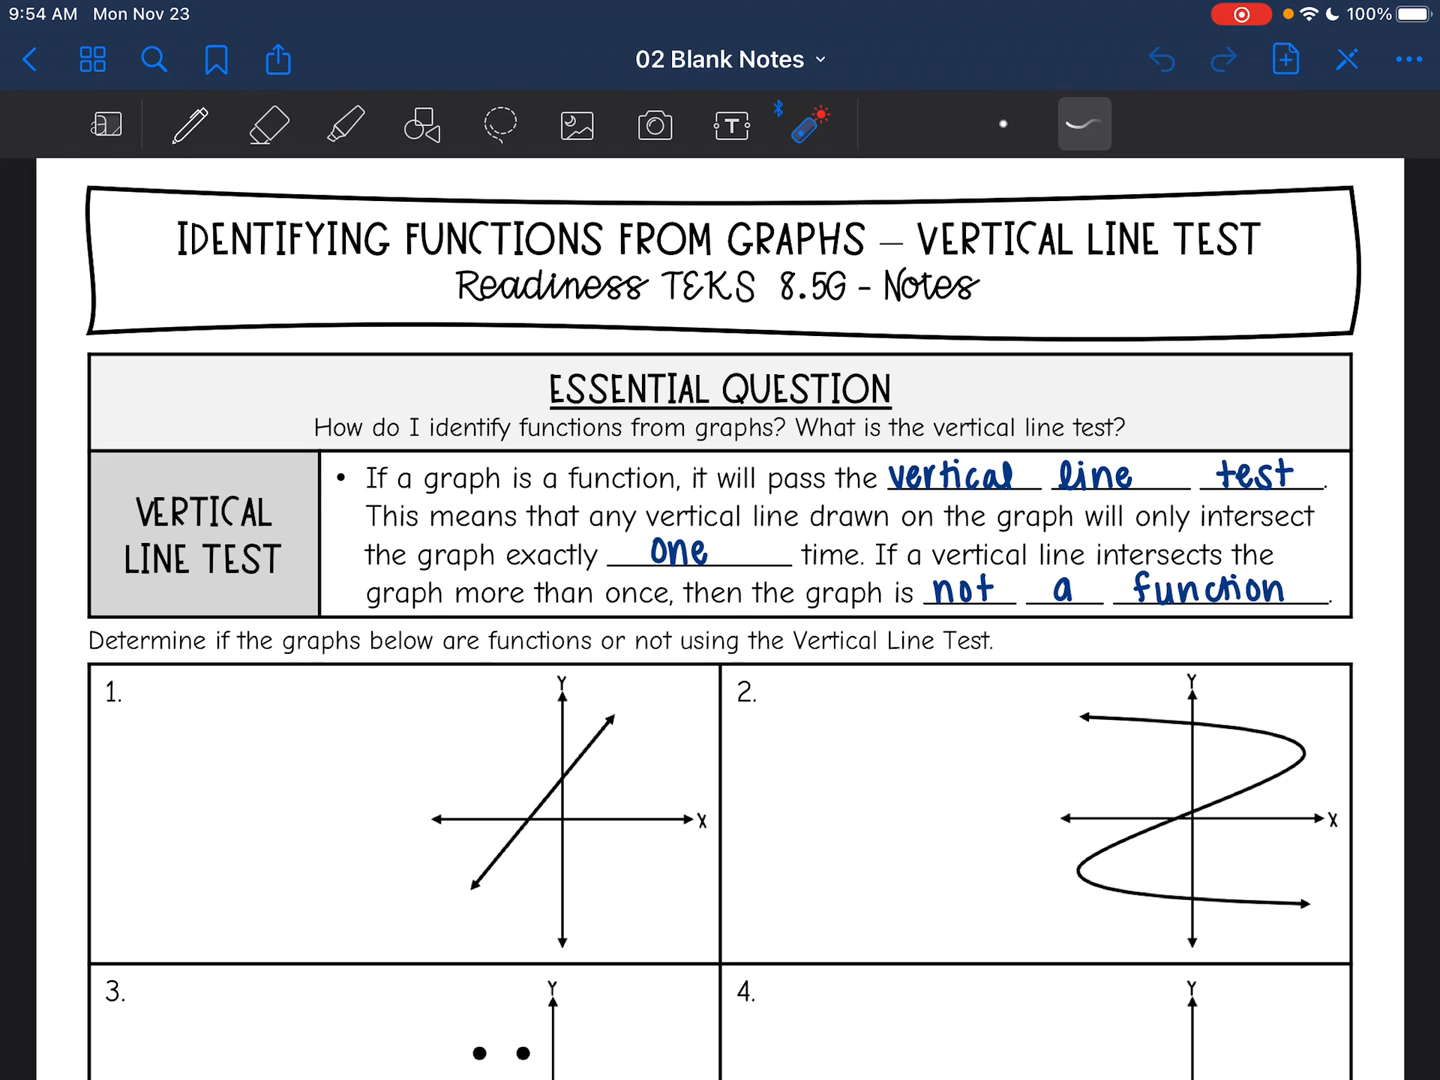 9:54 AM Mon Nov 23 100%
02 Blank Notes
T
IDENTIFYING FUNCTIONS FROM GRAPHS – VERTICAL LINE TEST
Readiness TEKS 8.5G - Notes
ESSENTIAL QUESTION
How do I identify functions from graphs? What is the vertical line test?
VERTICAL
LINE TEST
• If a graph is a function, it will pass the vertical line test.
This means that any vertical line drawn on the graph will only intersect
the graph exactly one time. If a vertical line intersects the
graph more than once, then the graph is not a function.
Determine if the graphs below are functions or not using the Vertical Line Test.
1.
Y
X
2.
Y
X
3.
Y
4.
Y